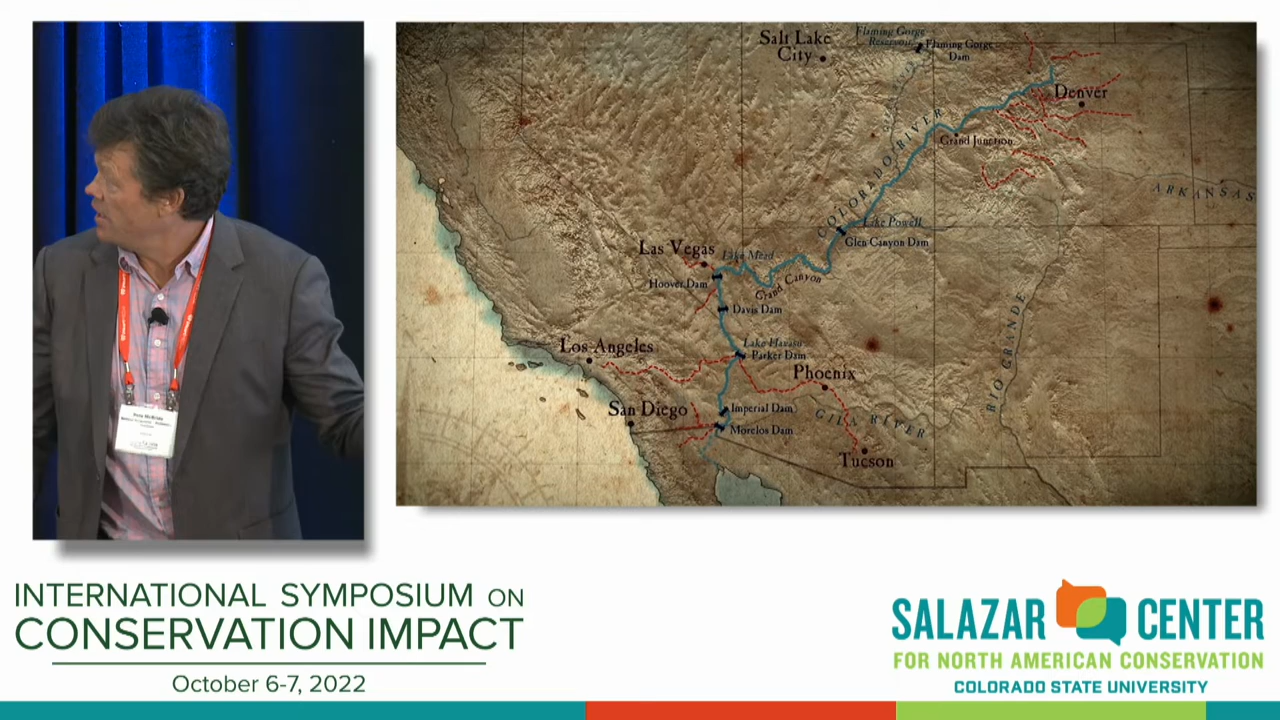 Pete McBride
Salt Lake
City
Flaming Gorge
Reservoir
Flaming Gorge
Dam
Denver
COLORADO RIVER
Grand Junction
ARKANSAS
Lake Powell
Glen Canyon Dam
Las Vegas
Lake Mead
Hoover Dam
Grand Canyon
Davis Dam
Los Angeles
Lake Havasu
Parker Dam
Phoenix
RIO GRANDE
San Diego
Imperial Dam
GILA RIVER
Morelos Dam
Tucson
INTERNATIONAL SYMPOSIUM ON
CONSERVATION IMPACT
October 6-7, 2022
SALAZAR CENTER
FOR NORTH AMERICAN CONSERVATION
COLORADO STATE UNIVERSITY